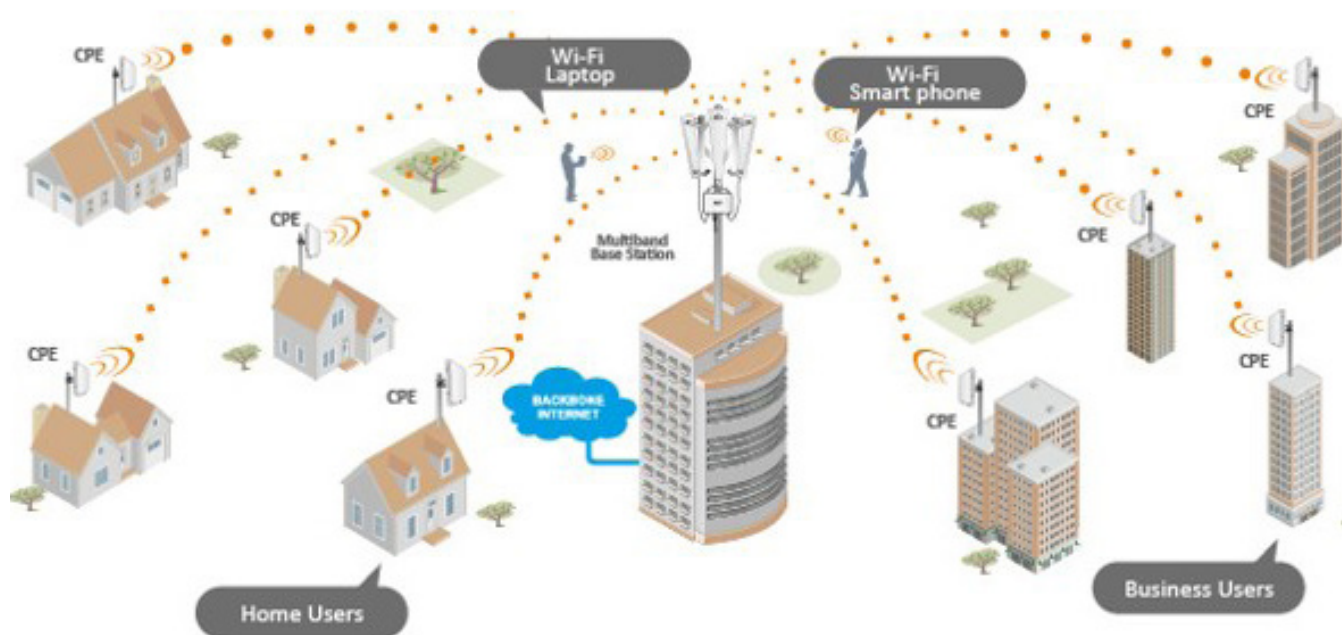 CPE
Wi-Fi
Laptop
Wi-Fi
Smart phone
CPE
CPE
CPE
Multiband
Base Station
CPE
CPE
CPE
BACKBONE
INTERNET
CPE
Home Users
Business Users